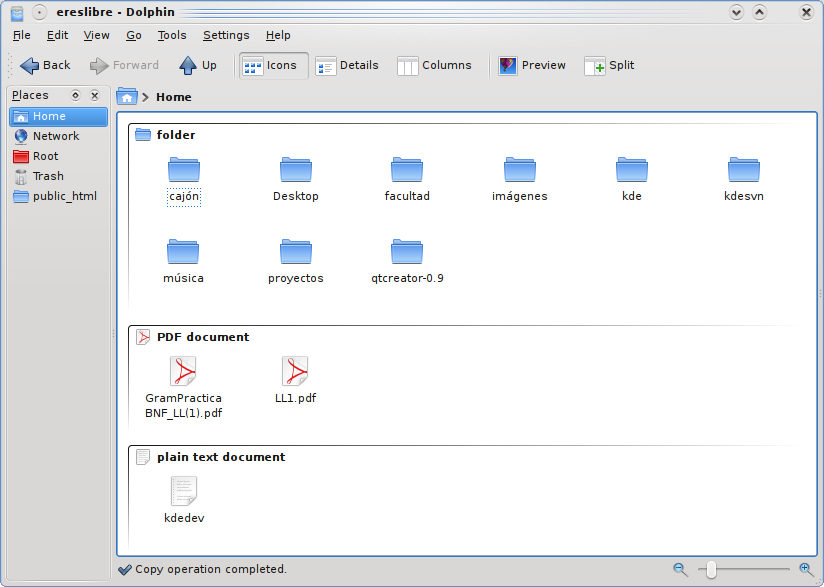 ereslibre - Dolphin
File Edit View Go Tools Settings Help
Back Forward Up Icons Details Columns Preview Split
Places
Home
Network
Root
Trash
public_html
Home
folder
cajón Desktop facultad imágenes kde kdesvn
música proyectos qtcreator-0.9
PDF document
GramPractica LL1.pdf
BNF_LL(1).pdf
plain text document
kdedev
Copy operation completed.